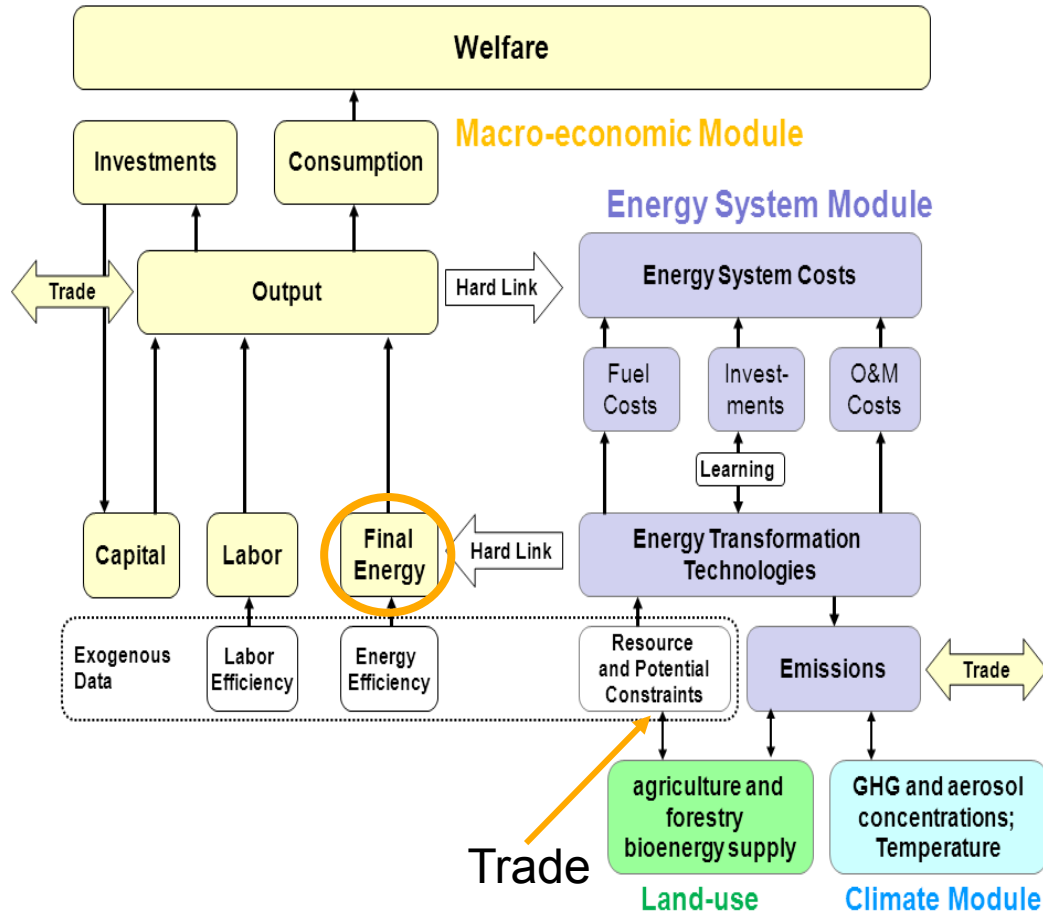 Welfare
Macro-economic Module
Investments
Consumption
Energy System Module
Trade
Output
Hard Link
Energy System Costs
Fuel
Costs
Invest-
ments
O&M
Costs
Learning
Capital
Labor
Final
Energy
Hard Link
Energy Transformation
Technologies
Exogenous
Data
Labor
Efficiency
Energy
Efficiency
Resource
and Potential
Constraints
Emissions
Trade
agriculture and
forestry
bioenergy supply
GHG and aerosol
concentrations;
Temperature
Trade
Land-use
Climate Module